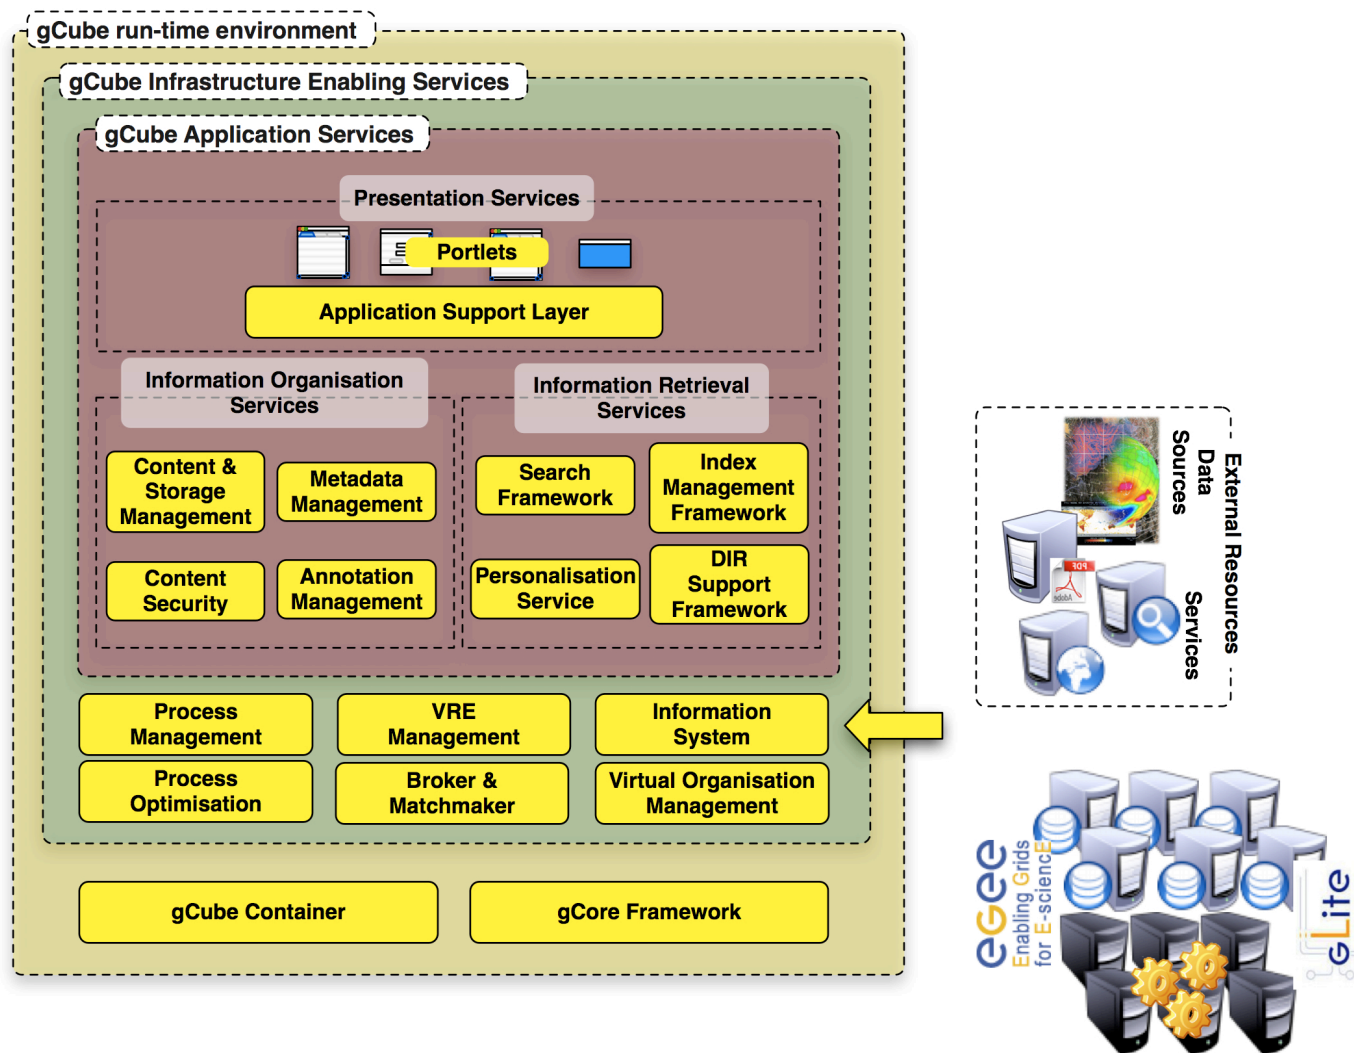 gCube run-time environment
gCube Infrastructure Enabling Services
gCube Application Services
Presentation Services
Portlets
Application Support Layer
Information Organisation
Services
Information Retrieval
Services
Content &
Storage
Management
Metadata
Management
Search
Framework
Index
Management
Framework
Content
Security
Annotation
Management
Personalisation
Service
DIR
Support
Framework
Process
Management
VRE
Management
Information
System
Process
Optimisation
Broker &
Matchmaker
Virtual Organisation
Management
gCube Container
gCore Framework
External Resources
Data
Sources
Services
PDF
Adobe
eGee
Enabling Grids
for E-sciencE
gLite